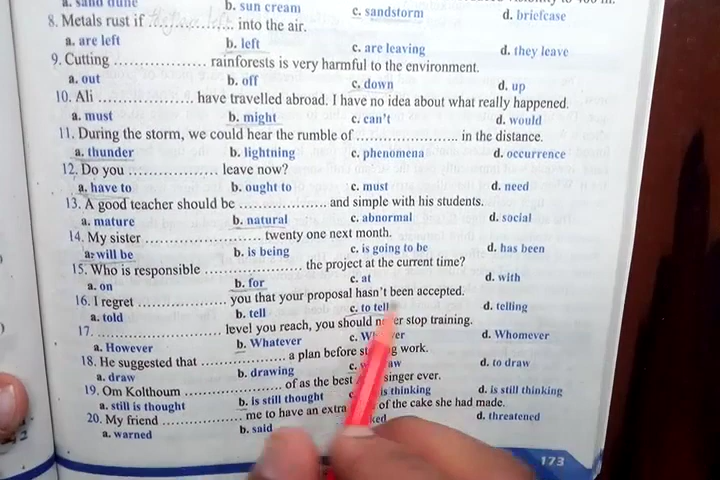 a. sand dune b. sun cream c. sandstorm d. briefcase
8. Metals rust if .................. into the air.
a. are left b. left c. are leaving d. they leave
9. Cutting .................. rainforests is very harmful to the environment.
a. out b. off c. down d. up
10. Ali .................. have travelled abroad. I have no idea about what really happened.
a. must b. might c. can't d. would
11. During the storm, we could hear the rumble of .................. in the distance.
a. thunder b. lightning c. phenomena d. occurrence
12. Do you .................. leave now?
a. have to b. ought to c. must d. need
13. A good teacher should be .................. and simple with his students.
a. mature b. natural c. abnormal d. social
14. My sister .................. twenty one next month.
a. will be b. is being c. is going to be d. has been
15. Who is responsible .................. the project at the current time?
a. on b. for c. at d. with
16. I regret .................. you that your proposal hasn't been accepted.
a. told b. tell c. to tell d. telling
17. .................. level you reach, you should never stop training.
a. However b. Whatever c. d. Whomever
18. He suggested that .................. a plan before work.
a. draw b. drawing c. d. to draw
19. Om Kolthoum .................. of as the best singer ever.
a. still is thought b. is still thought is thinking d. is still thinking
20. My friend .................. me to have an extra of the cake she had made.
a. warned b. said d. threatened
173